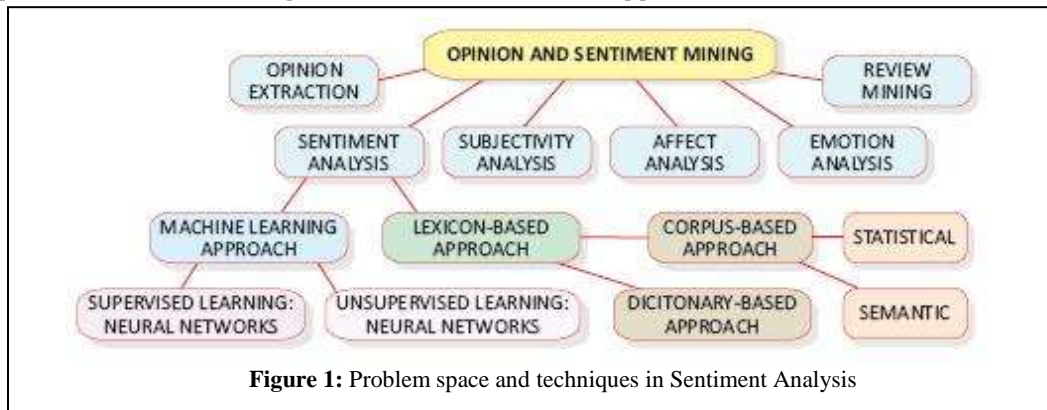 OPINION AND SENTIMENT MINING
OPINION
EXTRACTION
REVIEW
MINING
SENTIMENT
ANALYSIS
SUBJECTIVITY
ANALYSIS
AFFECT
ANALYSIS
EMOTION
ANALYSIS
MACHINE LEARNING
APPROACH
LEXICON-BASED
APPROACH
CORPUS-BASED
APPROACH
STATISTICAL
SUPERVISED LEARNING:
NEURAL NETWORKS
UNSUPERVISED LEARNING:
NEURAL NETWORKS
DICITONARY-BASED
APPROACH
SEMANTIC
Figure 1: Problem space and techniques in Sentiment Analysis